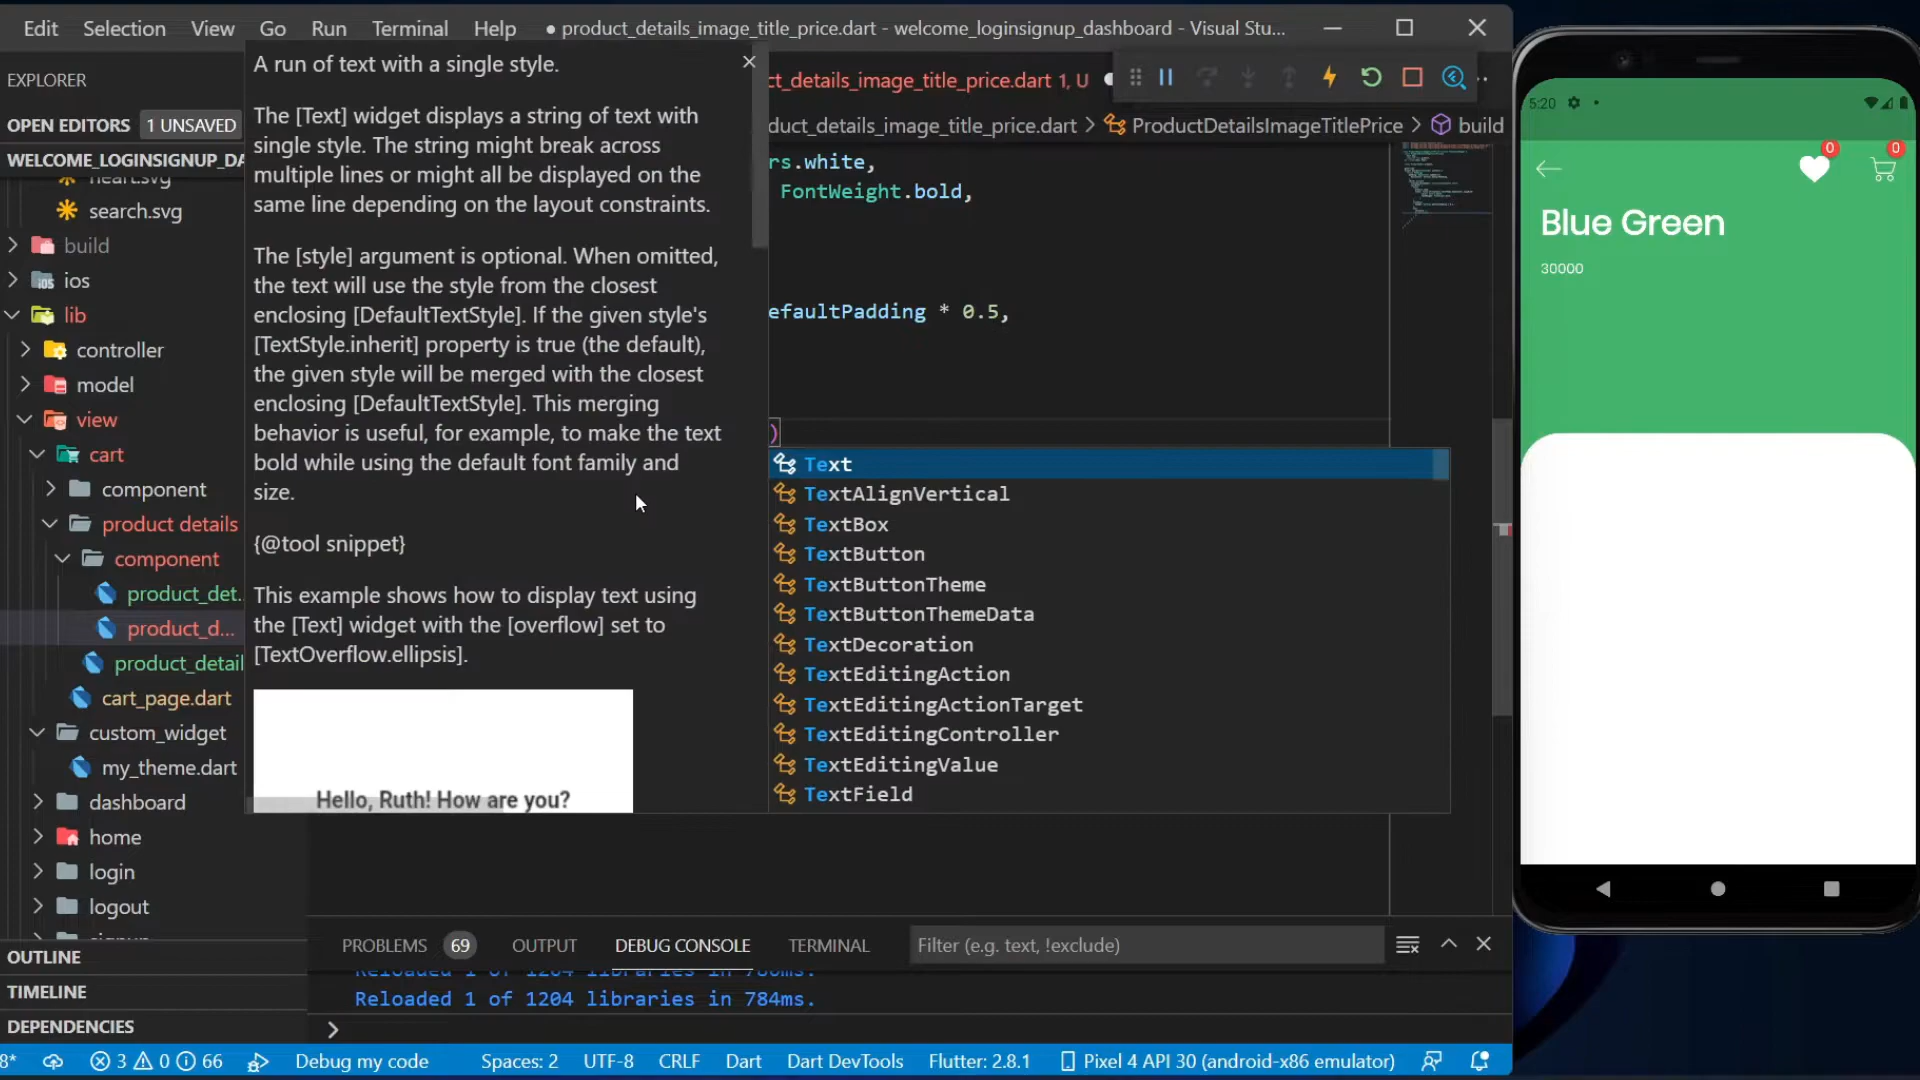 Edit Selection View Go Run Terminal Help ● product_details_image_title_price.dart - welcome_loginsignup_dashboard - Visual Stu...
EXPLORER
OPEN EDITORS 1 UNSAVED
WELCOME_LOGINSIGNUP_DA
heart.svg
search.svg
build
ios
lib
controller
model
view
cart
component
product details
component
product_det...
product_d...
product_detail
cart_page.dart
custom_widget
my_theme.dart
dashboard
home
login
logout
OUTLINE
TIMELINE
DEPENDENCIES
A run of text with a single style.
The [Text] widget displays a string of text with
single style. The string might break across
multiple lines or might all be displayed on the
same line depending on the layout constraints.
The [style] argument is optional. When omitted,
the text will use the style from the closest
enclosing [DefaultTextStyle]. If the given style's
[TextStyle.inherit] property is true (the default),
the given style will be merged with the closest
enclosing [DefaultTextStyle]. This merging
behavior is useful, for example, to make the text
bold while using the default font family and
size.
{@tool snippet}
This example shows how to display text using
the [Text] widget with the [overflow] set to
[TextOverflow.ellipsis].
Hello, Ruth! How are you?
ct_details_image_title_price.dart 1, U
duct_details_image_title_price.dart > ProductDetailsImageTitlePrice > build
rs.white,
FontWeight.bold,
efaultPadding * 0.5,
)
Text
TextAlignVertical
TextBox
TextButton
TextButtonTheme
TextButtonThemeData
TextDecoration
TextEditingAction
TextEditingActionTarget
TextEditingController
TextEditingValue
TextField
PROBLEMS 69 OUTPUT DEBUG CONSOLE TERMINAL Filter (e.g. text, !exclude)
Reloaded 1 of 1204 libraries in 780ms.
Reloaded 1 of 1204 libraries in 784ms.
8* 3 0 66 Debug my code Spaces: 2 UTF-8 CRLF Dart Dart DevTools Flutter: 2.8.1 Pixel 4 API 30 (android-x86 emulator)
5:20
0 0
Blue Green
30000